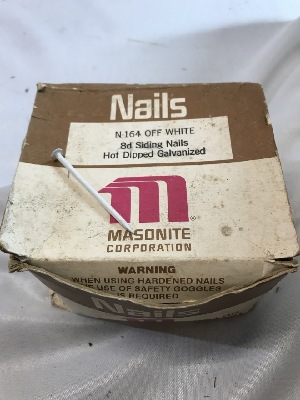 Nails
N-164 OFF WHITE
8d Siding Nails
Hot Dipped Galvanized
®
MASONITE
CORPORATION
WARNING
WHEN USING HARDENED NAILS
USE OF SAFETY GOGGLES
IS REQUIRED
Nails